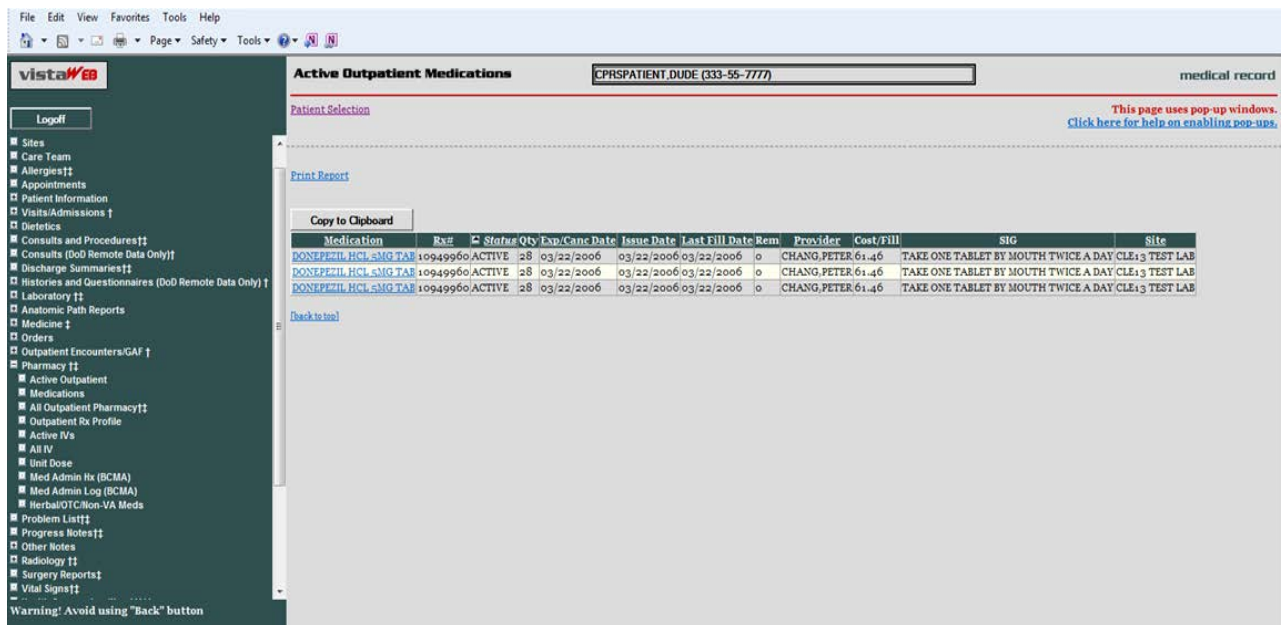 File Edit View Favorites Tools Help
Page Safety Tools
vistaWEB
Active Outpatient Medications
CPRSPATIENT,DUDE (333-55-7777)
medical record
Logoff
Patient Selection
This page uses pop-up windows.
Click here for help on enabling pop-ups.
Sites
Care Team
Allergies†‡
Appointments
Patient Information
Visits/Admissions †
Dietetics
Consults and Procedures†‡
Consults (DoD Remote Data Only)†
Discharge Summaries†‡
Histories and Questionnaires (DoD Remote Data Only) †
Laboratory †‡
Anatomic Path Reports
Medicine ‡
Orders
Outpatient Encounters/GAF †
Pharmacy †‡
Active Outpatient
Medications
All Outpatient Pharmacy†‡
Outpatient Rx Profile
Active IVs
All IV
Unit Dose
Med Admin Hx (BCMA)
Med Admin Log (BCMA)
Herbal/OTC/Non-VA Meds
Problem List†‡
Progress Notes†‡
Other Notes
Radiology †‡
Surgery Reports‡
Vital Signs†‡
Warning! Avoid using "Back" button
Print Report
Copy to Clipboard
Medication Rx# Status Qty Exp/Canc Date Issue Date Last Fill Date Rem Provider Cost/Fill SIG Site
DONEPEZIL HCL 5MG TAB 10949960 ACTIVE 28 03/22/2006 03/22/2006 03/22/2006 0 CHANG,PETER 61.46 TAKE ONE TABLET BY MOUTH TWICE A DAY CLE13 TEST LAB
DONEPEZIL HCL 5MG TAB 10949960 ACTIVE 28 03/22/2006 03/22/2006 03/22/2006 0 CHANG,PETER 61.46 TAKE ONE TABLET BY MOUTH TWICE A DAY CLE13 TEST LAB
DONEPEZIL HCL 5MG TAB 10949960 ACTIVE 28 03/22/2006 03/22/2006 03/22/2006 0 CHANG,PETER 61.46 TAKE ONE TABLET BY MOUTH TWICE A DAY CLE13 TEST LAB
[back to top]